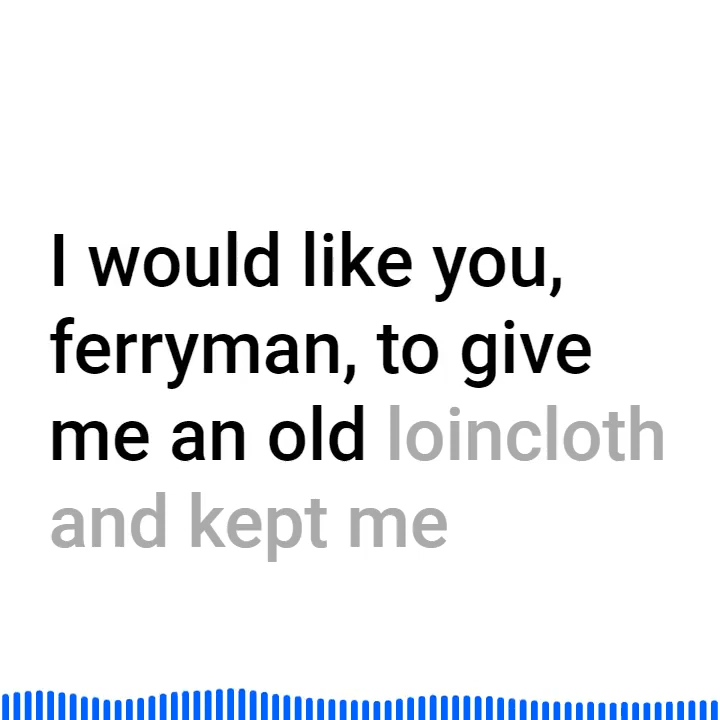 I would like you,
ferryman, to give
me an old loincloth
and kept me